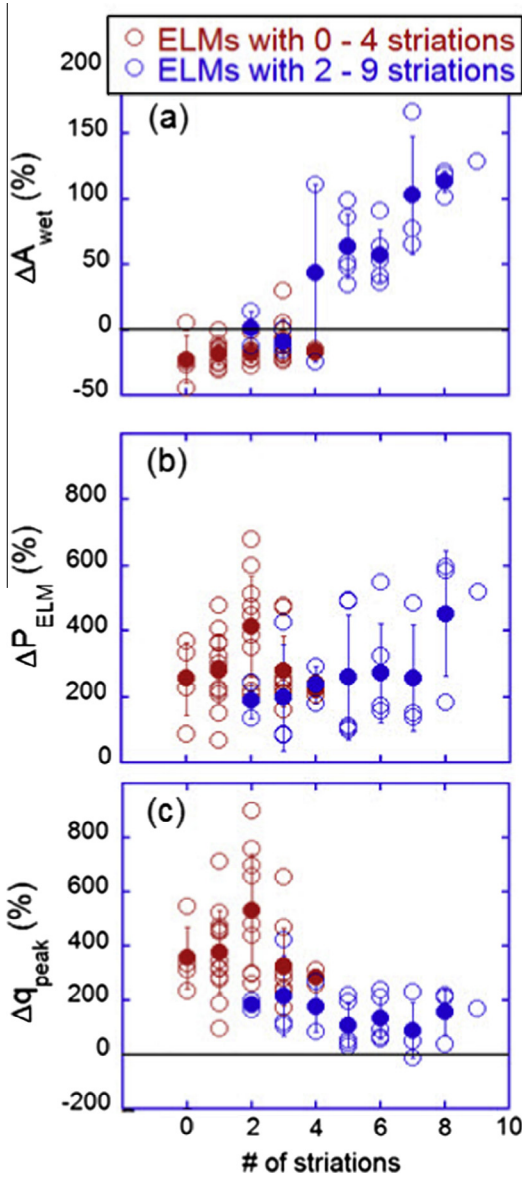 ELMs with 0 - 4 striations
ELMs with 2 - 9 striations
200
(a)
150
100
50
0
-50
ΔA_wet (%)
(b)
800
600
400
200
0
ΔP_ELM (%)
(c)
800
600
400
200
0
-200
Δq_peak (%)
0 2 4 6 8 10
# of striations